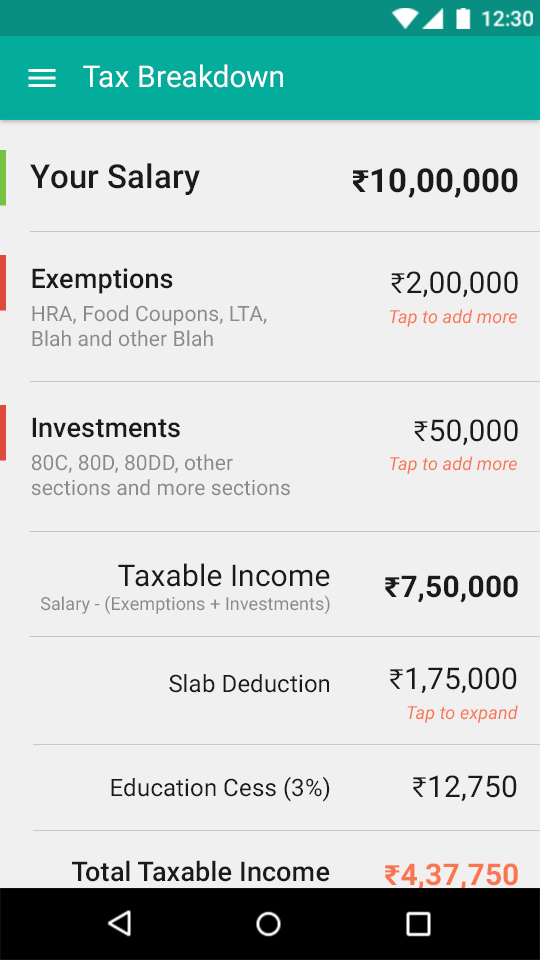 12:30
Tax Breakdown
Your Salary ₹10,00,000
Exemptions ₹2,00,000
HRA, Food Coupons, LTA, Tap to add more
Blah and other Blah
Investments ₹50,000
80C, 80D, 80DD, other Tap to add more
sections and more sections
Taxable Income ₹7,50,000
Salary - (Exemptions + Investments)
Slab Deduction ₹1,75,000
Tap to expand
Education Cess (3%) ₹12,750
Total Taxable Income ₹4,37,750